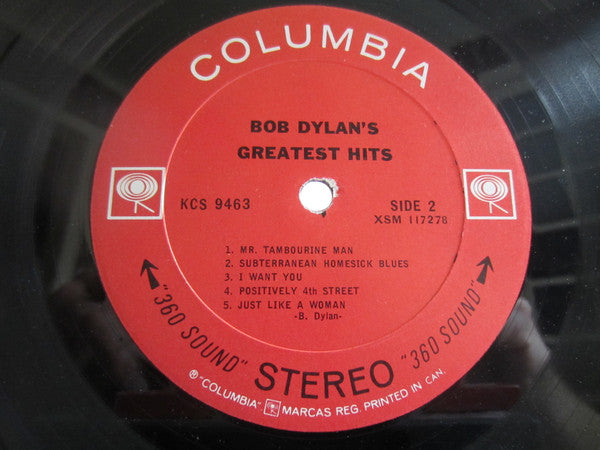 COLUMBIA
BOB DYLAN'S
GREATEST HITS
KCS 9463
SIDE 2
XSM 117278
1. MR. TAMBOURINE MAN
2. SUBTERRANEAN HOMESICK BLUES
3. I WANT YOU
4. POSITIVELY 4th STREET
5. JUST LIKE A WOMAN
-B. Dylan-
"360 SOUND" STEREO "360 SOUND"
® "COLUMBIA" MARCAS REG. PRINTED IN CAN.